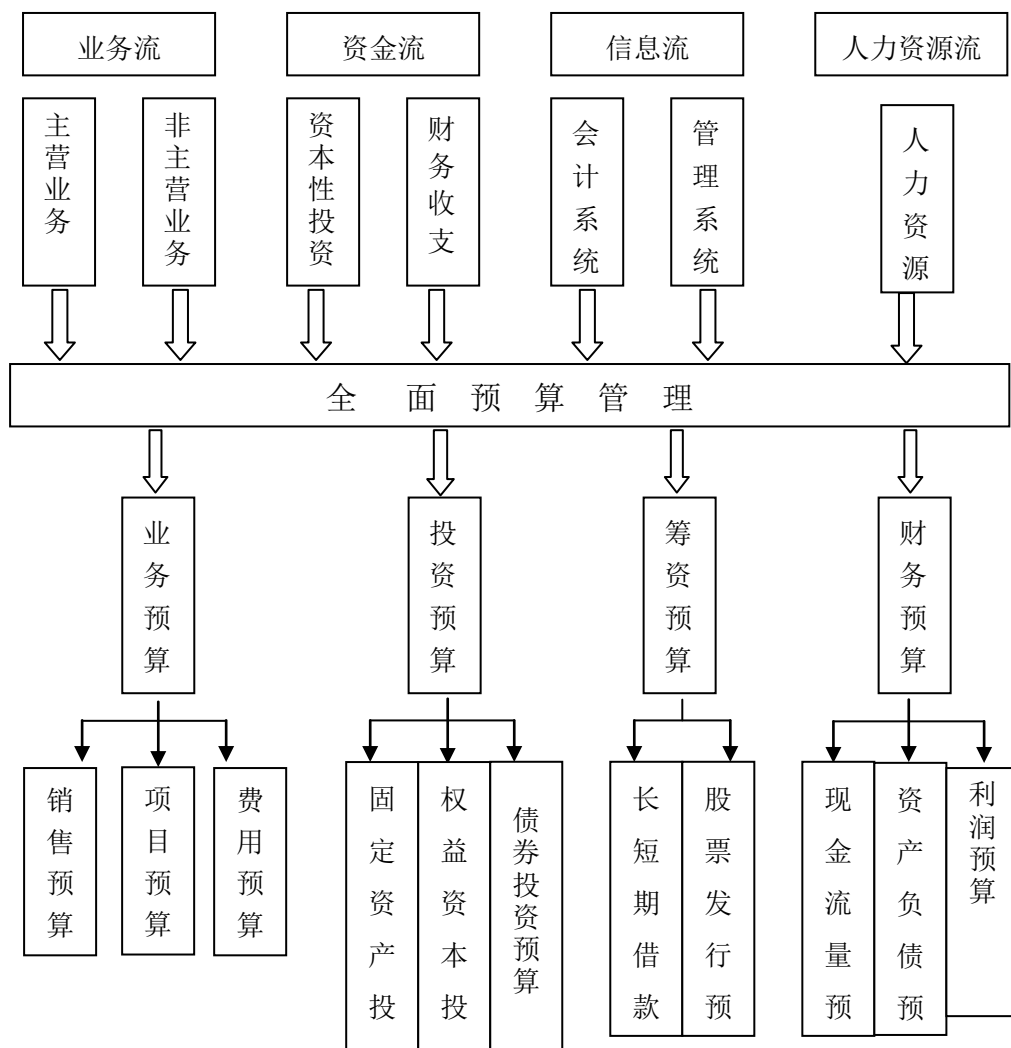 业务流
资金流
信息流
人力资源流
主营业务
非主营业务
资本性投资
财务收支
会计系统
管理系统
人力资源
全面预算管理
业务预算
投资预算
筹资预算
财务预算
销售预算
项目预算
费用预算
固定资产投
权益资本投
债券投资预算
长短期借款
股票发行预
现金流量预
资产负债预
利润预算